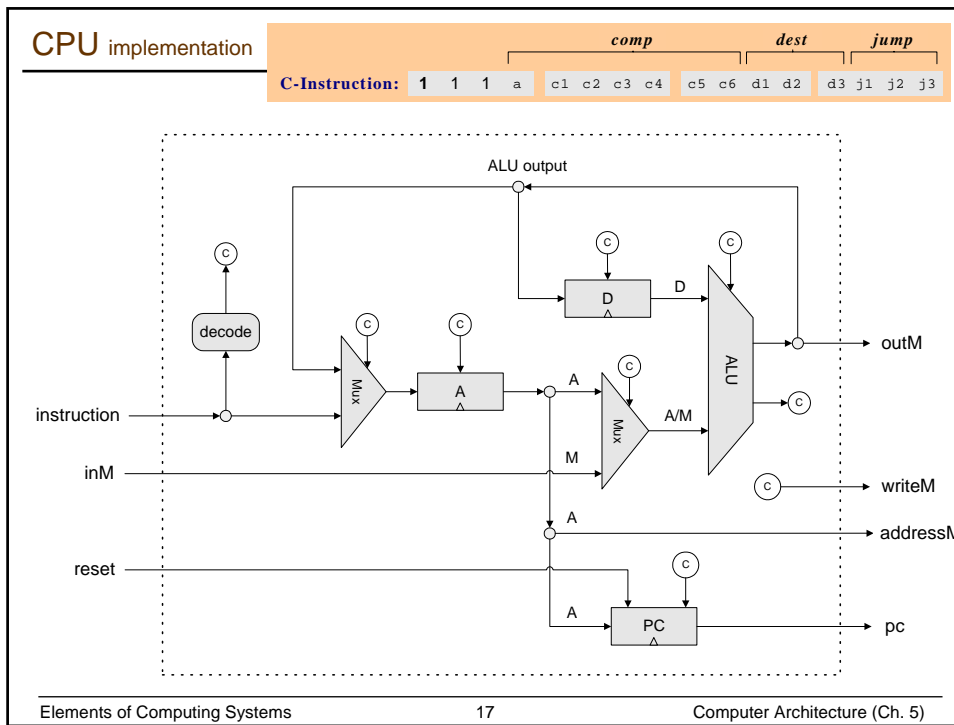 CPU implementation
comp dest jump
C-Instruction: 1 1 1 a c1 c2 c3 c4 c5 c6 d1 d2 d3 j1 j2 j3
ALU output
C
C
C
decode
D
D
C
C
C
Mux
A
A
Mux
A/M
ALU
outM
C
instruction
inM
M
C
writeM
A
addressM
reset
C
A
PC
pc
Elements of Computing Systems 17 Computer Architecture (Ch. 5)